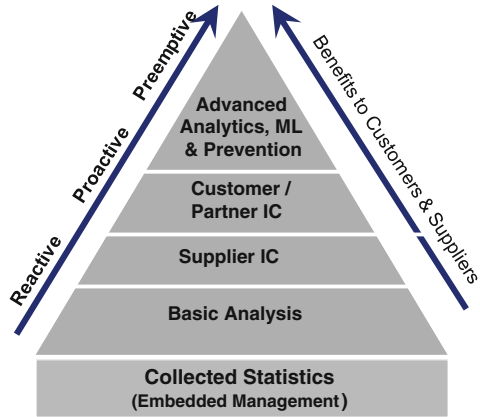 Preemptive
Proactive
Reactive
Benefits to Customers & Suppliers
Advanced
Analytics, ML
& Prevention
Customer /
Partner IC
Supplier IC
Basic Analysis
Collected Statistics
(Embedded Management)